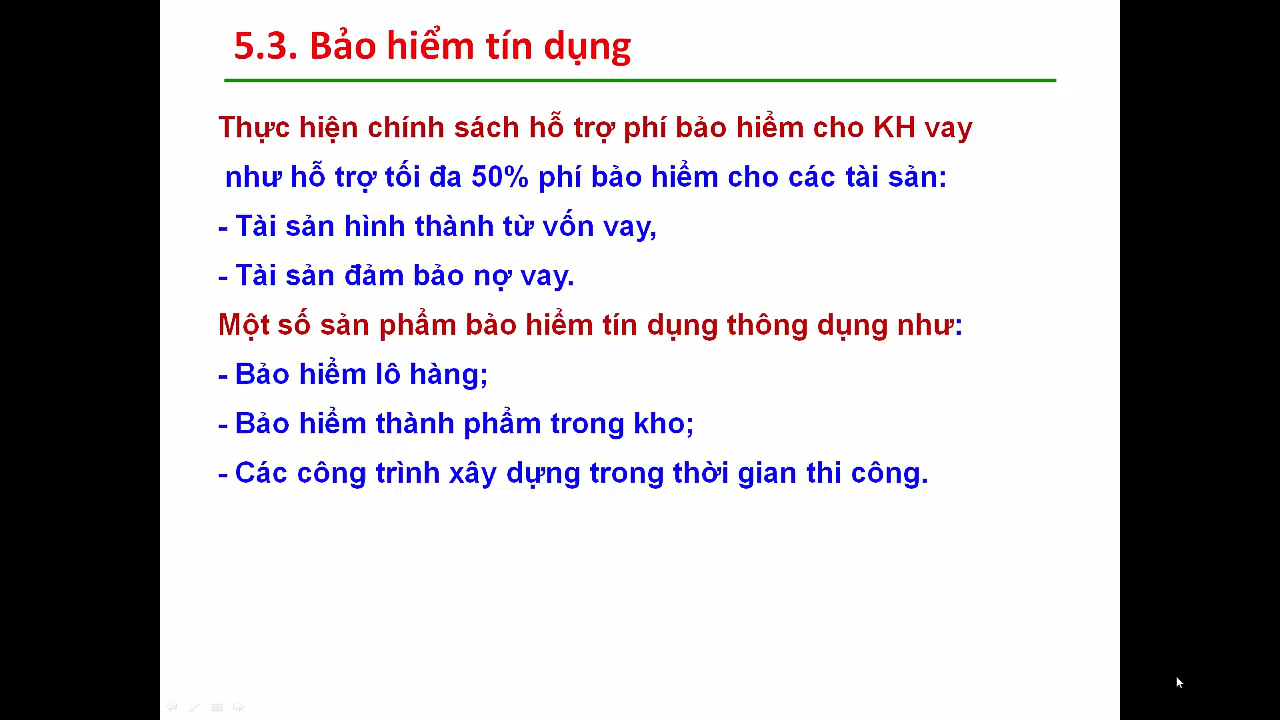 5.3. Bảo hiểm tín dụng
Thực hiện chính sách hỗ trợ phí bảo hiểm cho KH vay
như hỗ trợ tối đa 50% phí bảo hiểm cho các tài sản:
- Tài sản hình thành từ vốn vay,
- Tài sản đảm bảo nợ vay.
Một số sản phẩm bảo hiểm tín dụng thông dụng như:
- Bảo hiểm lô hàng;
- Bảo hiểm thành phẩm trong kho;
- Các công trình xây dựng trong thời gian thi công.